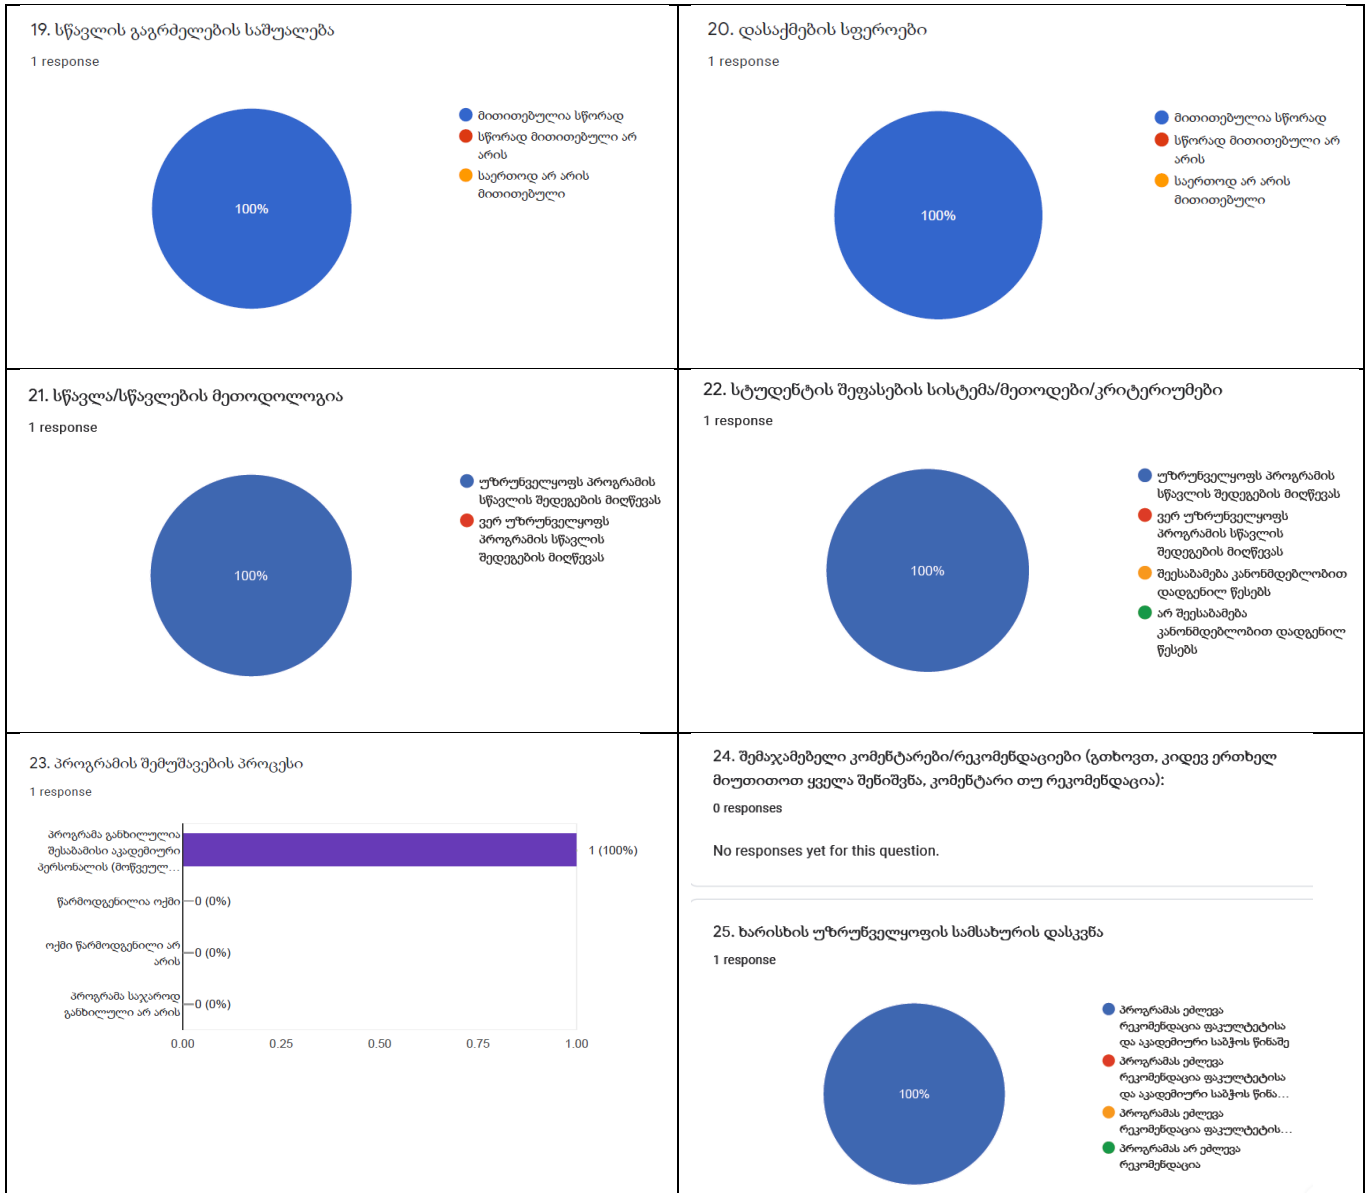 19. სწავლის გაგრძელების საშუალება
1 response
100%
მითითებულია სწორად
სწორად მითითებული არ
არის
საერთოდ არ არის
მითითებული
20. დასაქმების სფეროები
1 response
100%
მითითებულია სწორად
სწორად მითითებული არ
არის
საერთოდ არ არის
მითითებული
21. სწავლა/სწავლების მეთოდოლოგია
1 response
100%
უზრუნველყოფს პროგრამის
სწავლის შედეგების მიღწევას
ვერ უზრუნველყოფს
პროგრამის სწავლის
შედეგების მიღწევას
22. სტუდენტის შეფასების სისტემა/მეთოდები/კრიტერიუმები
1 response
100%
უზრუნველყოფს პროგრამის
სწავლის შედეგების მიღწევას
ვერ უზრუნველყოფს
პროგრამის სწავლის
შედეგების მიღწევას
შეესაბამება კანონმდებლობით
დადგენილ წესებს
არ შეესაბამება
კანონმდებლობით დადგენილ
წესებს
23. პროგრამის შემუშავების პროცესი
1 response
პროგრამა განხილულია
შესაბამისი აკადემიური
პერსონალის (მოწვეულ...
1 (100%)
წარმოდგენილია ოქმი
0 (0%)
ოქმი წარმოდგენილი არ
არის
0 (0%)
პროგრამა საჯაროდ
განხილული არ არის
0 (0%)
0.00 0.25 0.50 0.75 1.00
24. შემაჯამებელი კომენტარები/რეკომენდაციები (გთხოვთ, კიდევ ერთხელ
მიუთითოთ ყველა შენიშვნა, კომენტარი თუ რეკომენდაცია):
0 responses
No responses yet for this question.
25. ხარისხის უზრუნველყოფის სამსახურის დასკვნა
1 response
100%
პროგრამას ეძლევა
რეკომენდაცია ფაკულტეტისა
და აკადემიური საბჭოს წინაშე
პროგრამას ეძლევა
რეკომენდაცია ფაკულტეტისა
და აკადემიური საბჭოს წინა...
პროგრამას ეძლევა
რეკომენდაცია ფაკულტეტის...
პროგრამას არ ეძლევა
რეკომენდაცია